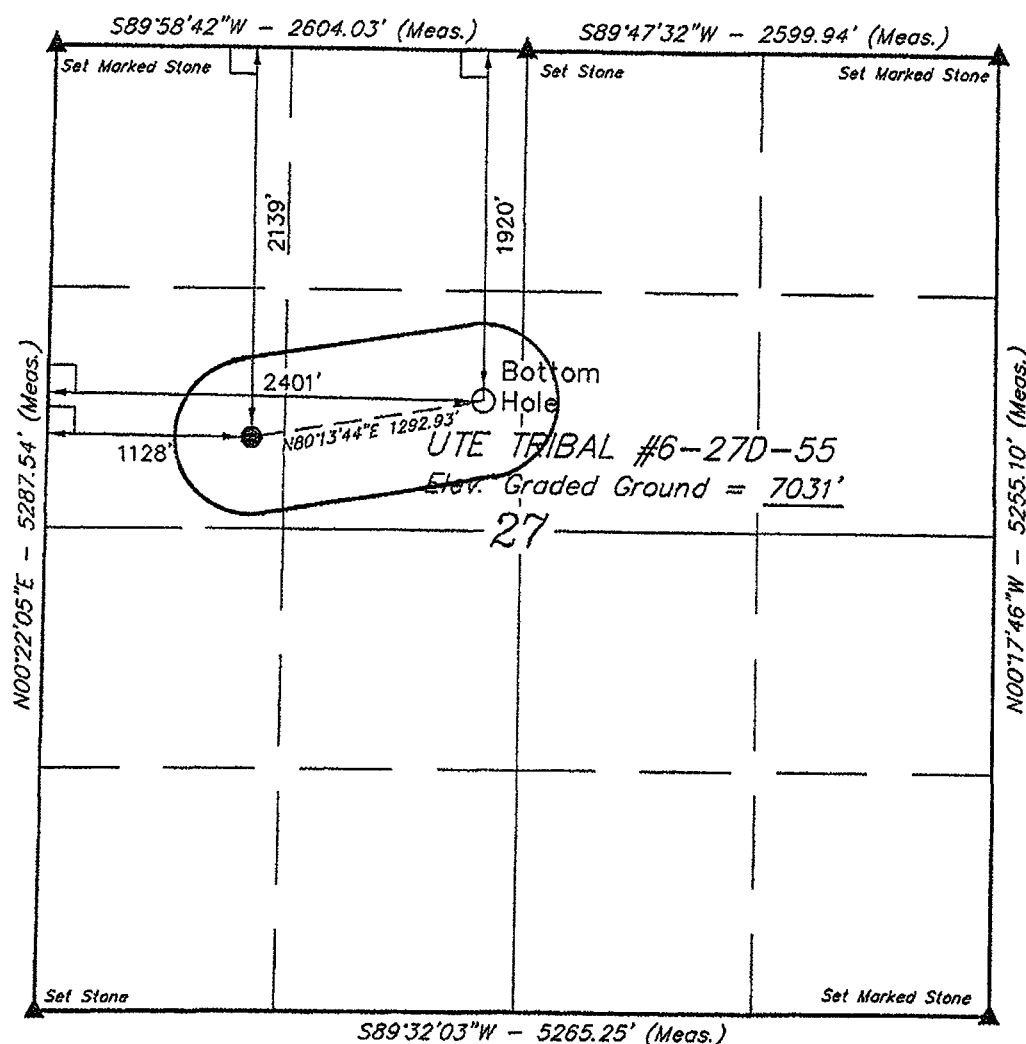 S89°58'42"W - 2604.03' (Meas.)
S89°47'32"W - 2599.94' (Meas.)
Set Marked Stone
Set Stone
Set Marked Stone
2139'
1920'
N00°22'05"E - 5287.54' (Meas.)
N00°17'46"W - 5255.10' (Meas.)
2401'
Bottom
Hole
N80°13'44"E 1292.93'
1128'
UTE TRIBAL #6-27D-55
Elev. Graded Ground = 7031'
27
Set Stone
Set Marked Stone
S89°32'03"W - 5265.25' (Meas.)